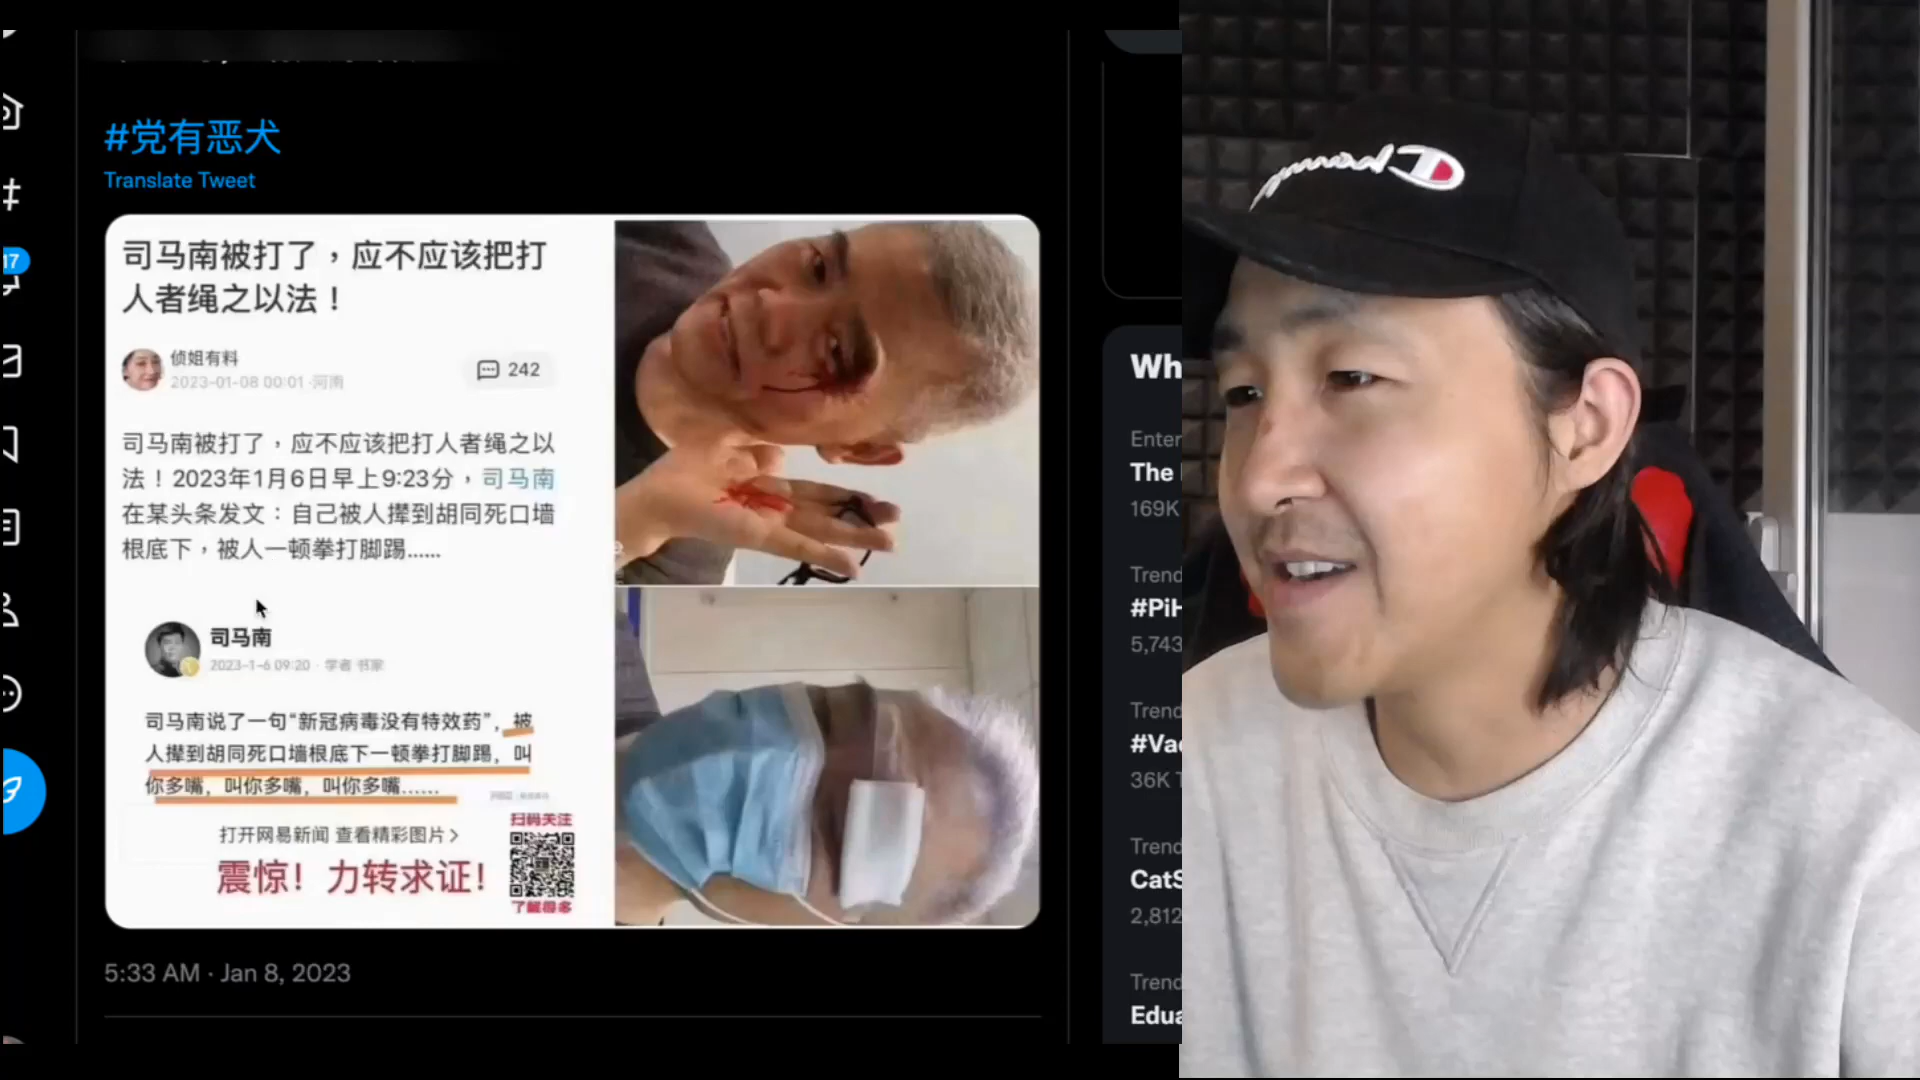 #党有恶犬
Translate Tweet
司马南被打了，应不应该把打
人者绳之以法！
侦姐有料
2023-01-08 00:01 ·河南
242
司马南被打了，应不应该把打人者绳之以
法！2023年1月6日早上9:23分，司马南
在某头条发文：自己被人撵到胡同死口墙
根底下，被人一顿拳打脚踢......
司马南
2023-1-6 09:20 · 学者 书家
司马南说了一句“新冠病毒没有特效药”，被
人撵到胡同死口墙根底下一顿拳打脚踢，叫
你多嘴，叫你多嘴，叫你多嘴......
打开网易新闻 查看精彩图片
扫码关注
震惊！力转求证！
了解得多
5:33 AM · Jan 8, 2023
17
Wh
Enter
The
169K
Trend
#PiH
5,743
Trend
#Vac
36K T
Trend
CatS
2,812
Trend
Edua
Champion